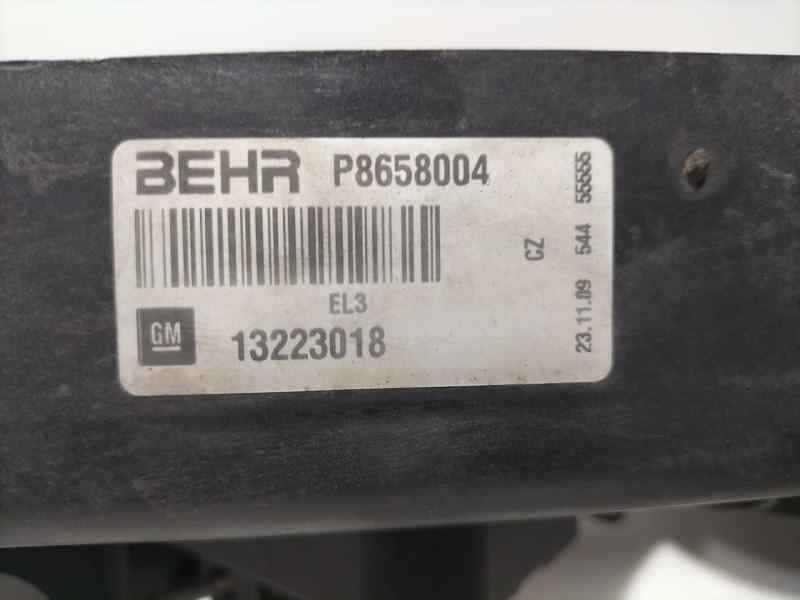 BEHR P8658004
EL3
GM 13223018
CZ
23.11.09 544 55555